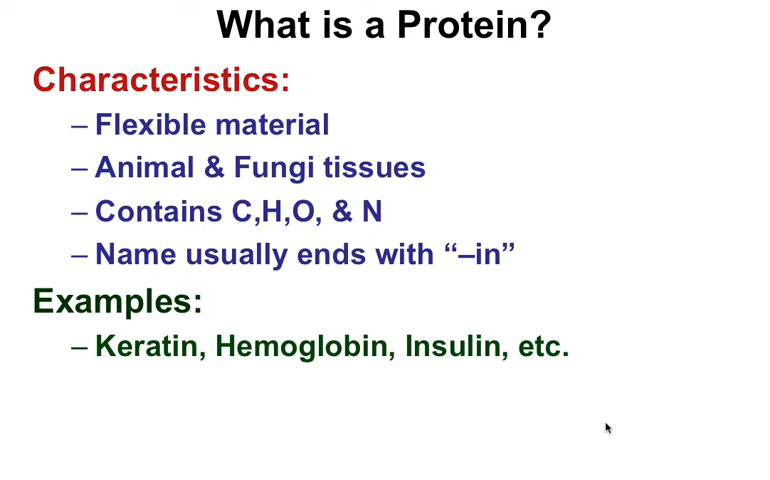 What is a Protein?
Characteristics:
– Flexible material
– Animal & Fungi tissues
– Contains C,H,O, & N
– Name usually ends with “–in”
Examples:
– Keratin, Hemoglobin, Insulin, etc.